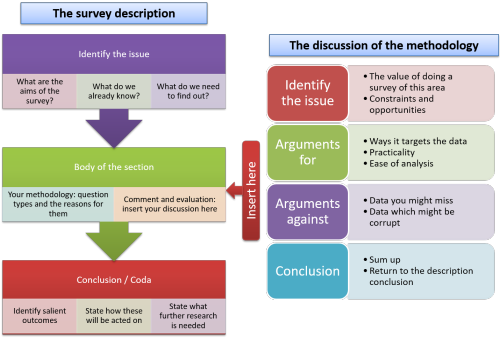 The survey description
Identify the issue
What are the
aims of the
survey?
What do we
already know?
What do we need
to find out?
Body of the section
Your methodology: question
types and the reasons for
them
Comment and evaluation:
insert your discussion here
Conclusion / Coda
Identify salient
outcomes
State how these
will be acted on
State what
further research
is needed
Insert here
The discussion of the methodology
Identify
the issue
• The value of doing a
survey of this area
• Constraints and
opportunities
Arguments
for
• Ways it targets the data
• Practicality
• Ease of analysis
Arguments
against
• Data you might miss
• Data which might be
corrupt
Conclusion
• Sum up
• Return to the description
conclusion